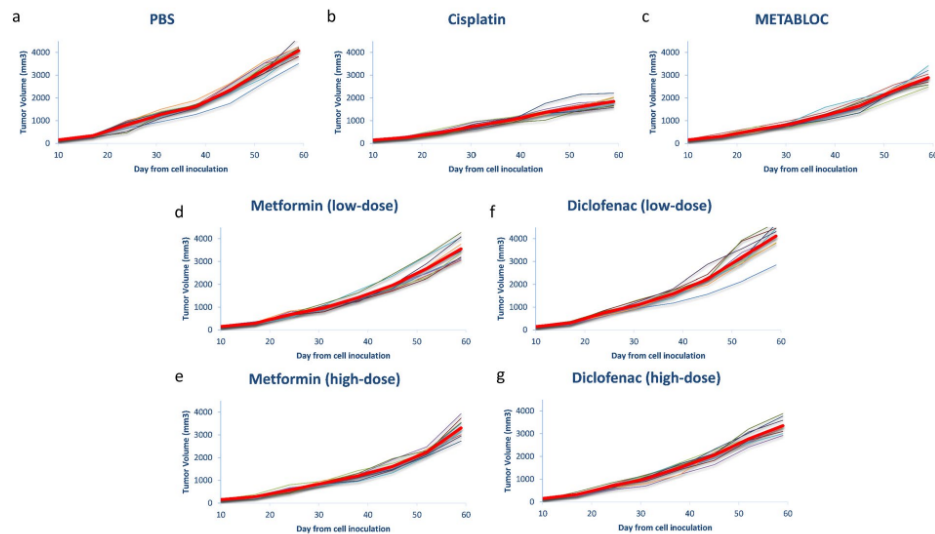 a
PBS
Tumor Volume (mm3)
4000
3000
2000
1000
0
10 20 30 40 50 60
Day from cell inoculation
b
Cisplatin
Tumor Volume (mm3)
4000
3000
2000
1000
0
10 20 30 40 50 60
Day from cell inoculation
c
METABLOC
Tumor Volume (mm3)
4000
3000
2000
1000
0
10 20 30 40 50 60
Day from cell inoculation
d
Metformin (low-dose)
Tumor Volume (mm3)
4000
3000
2000
1000
0
10 20 30 40 50 60
Day from cell inoculation
f
Diclofenac (low-dose)
Tumor Volume (mm3)
4000
3000
2000
1000
0
10 20 30 40 50 60
Day from cell inoculation
e
Metformin (high-dose)
Tumor Volume (mm3)
4000
3000
2000
1000
0
10 20 30 40 50 60
Day from cell inoculation
g
Diclofenac (high-dose)
Tumor Volume (mm3)
4000
3000
2000
1000
0
10 20 30 40 50 60
Day from cell inoculation